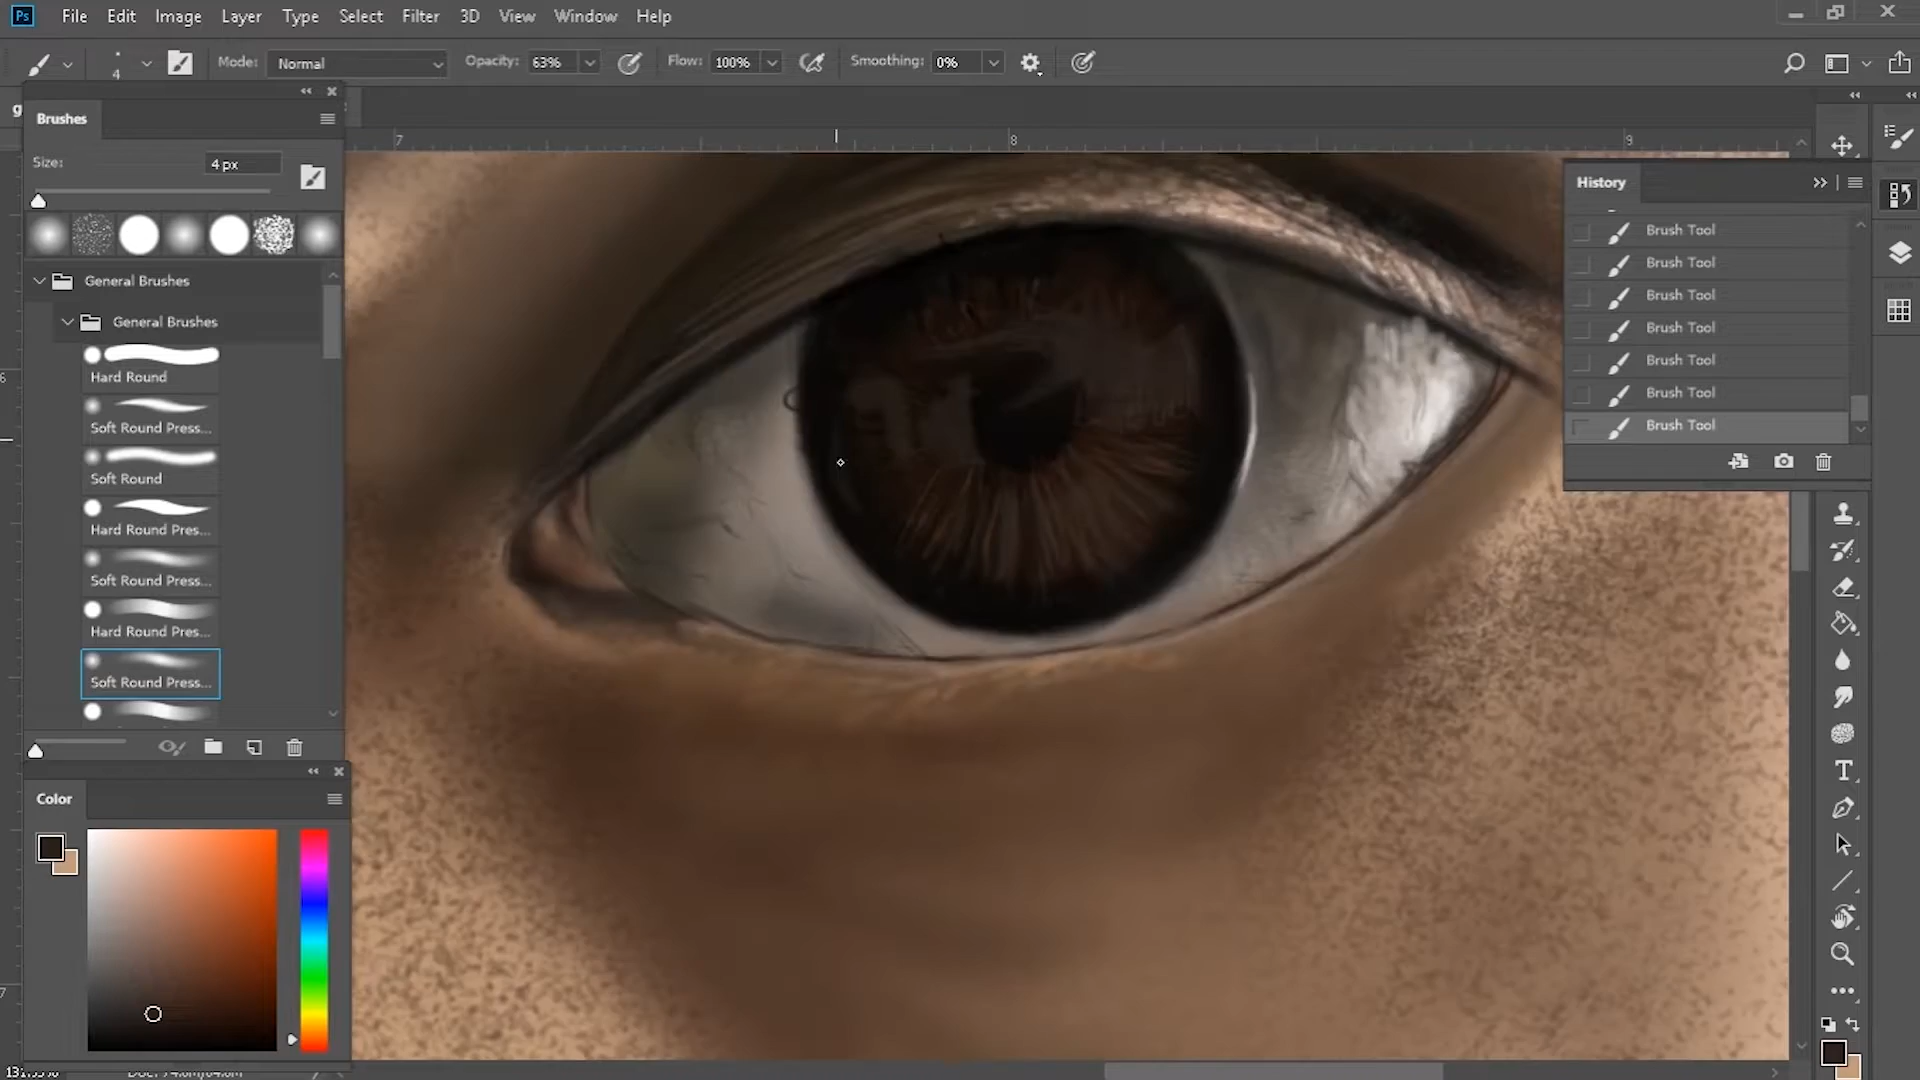 Ps File Edit Image Layer Type Select Filter 3D View Window Help
4 Mode: Normal Opacity: 63% Flow: 100% Smoothing: 0%
Brushes
Size: 4 px
General Brushes
General Brushes
Hard Round
Soft Round Press...
Soft Round
Hard Round Pres...
Soft Round Press...
Hard Round Pres...
Soft Round Press...
Color
7 8 9
6
7
History
Brush Tool
Brush Tool
Brush Tool
Brush Tool
Brush Tool
Brush Tool
Brush Tool